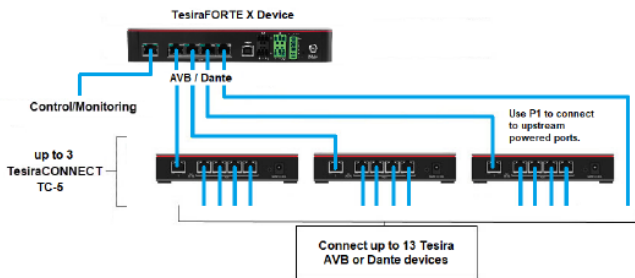 TesiraFORTE X Device
AVB / Dante
Control/Monitoring
Use P1 to connect
to upstream
powered ports.
up to 3
TesiraCONNECT
TC-5
Connect up to 13 Tesira
AVB or Dante devices